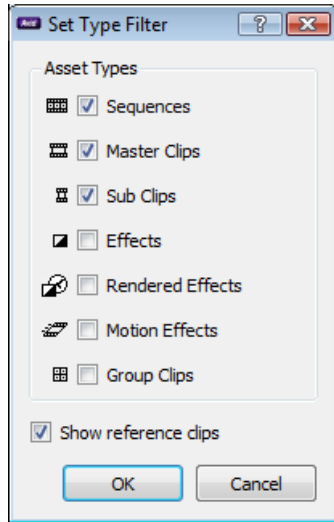 Avid Set Type Filter ?
Asset Types
Sequences
Master Clips
Sub Clips
Effects
Rendered Effects
Motion Effects
Group Clips
Show reference clips
OK Cancel